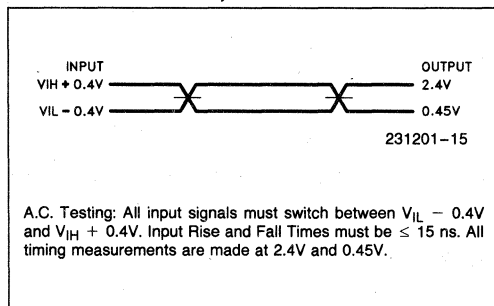 INPUT OUTPUT
VIH + 0.4V 2.4V
VIL - 0.4V 0.45V
231201-15
A.C. Testing: All input signals must switch between VIL − 0.4V
and VIH + 0.4V. Input Rise and Fall Times must be ≤ 15 ns. All
timing measurements are made at 2.4V and 0.45V.